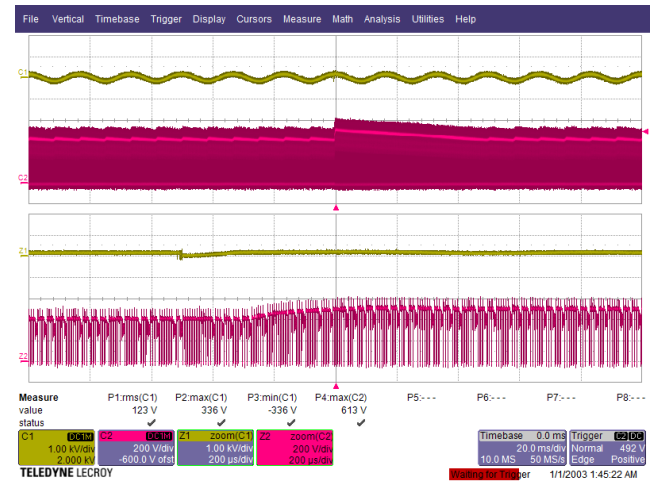 File Vertical Timebase Trigger Display Cursors Measure Math Analysis Utilities Help
C1
C2
Z1
Z2
Measure P1:rms(C1) P2:max(C1) P3:min(C1) P4:max(C2) P5:- - - P6:- - - P7:- - - P8:- - -
value 123 V 336 V -336 V 613 V
status
C1 DC1M C2 DC1M Z1 zoom(C1) Z2 zoom(C2) Timebase 0.0 ms Trigger C2 DC
1.00 kV/div 200 V/div 1.00 kV/div 200 V/div 20.0 ms/div Normal 492 V
2.000 kV -600.0 V ofst 200 µs/div 200 µs/div 10.0 MS 50 MS/s Edge Positive
TELEDYNE LECROY Waiting for Trigger 1/1/2003 1:45:22 AM